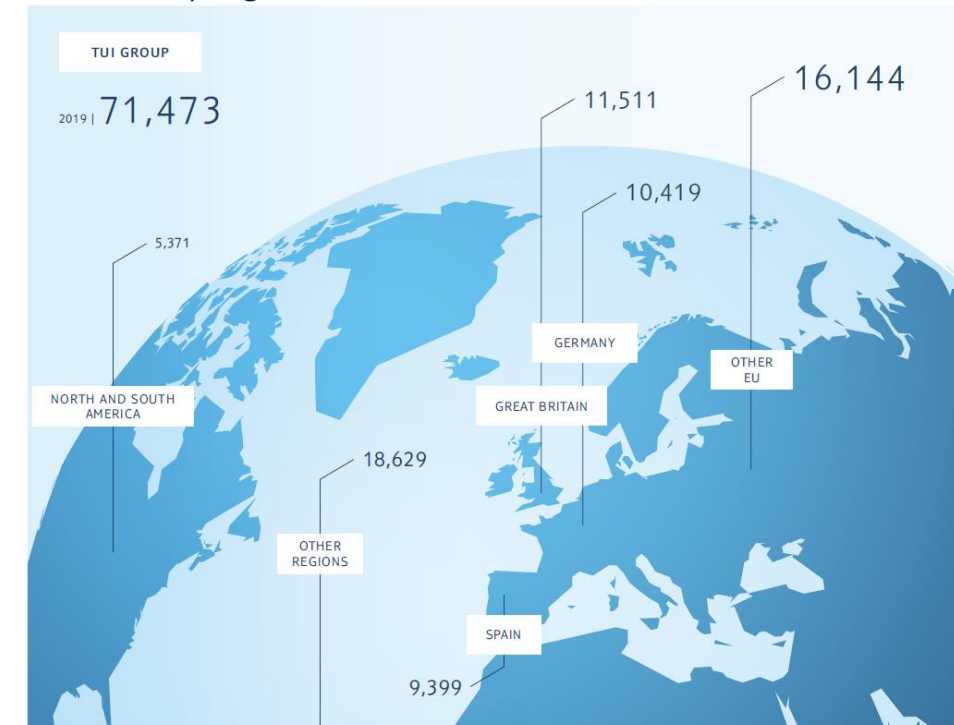 TUI GROUP
2019 | 71,473
16,144
11,511
10,419
5,371
GERMANY
OTHER
EU
NORTH AND SOUTH
AMERICA
GREAT BRITAIN
18,629
OTHER
REGIONS
SPAIN
9,399